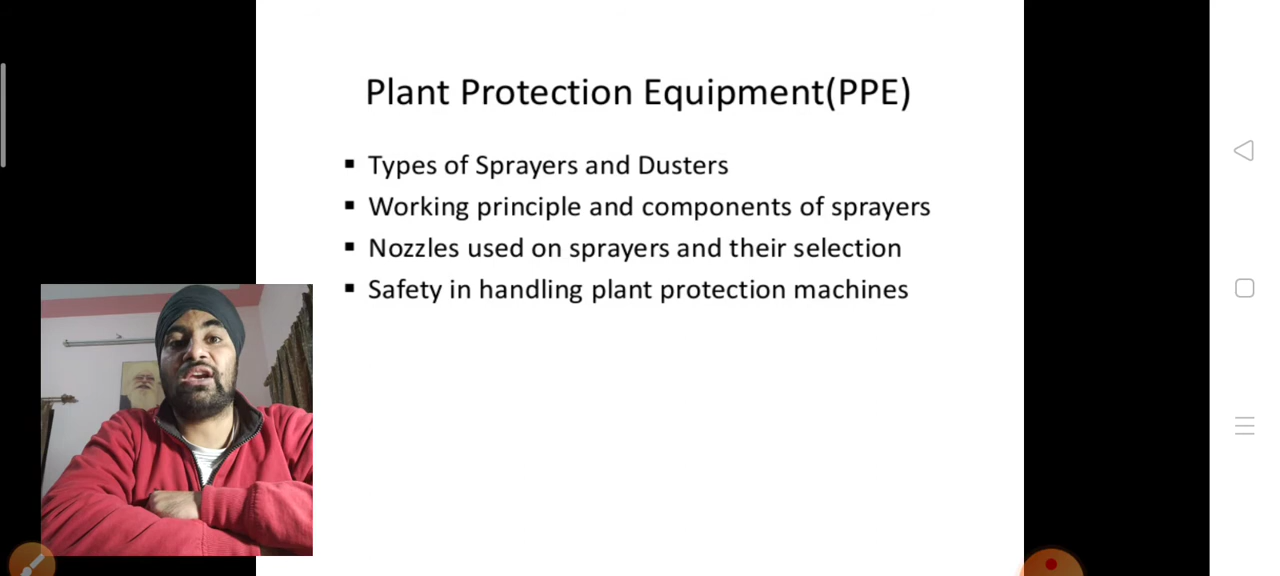 Plant Protection Equipment(PPE)
▪ Types of Sprayers and Dusters
▪ Working principle and components of sprayers
▪ Nozzles used on sprayers and their selection
▪ Safety in handling plant protection machines